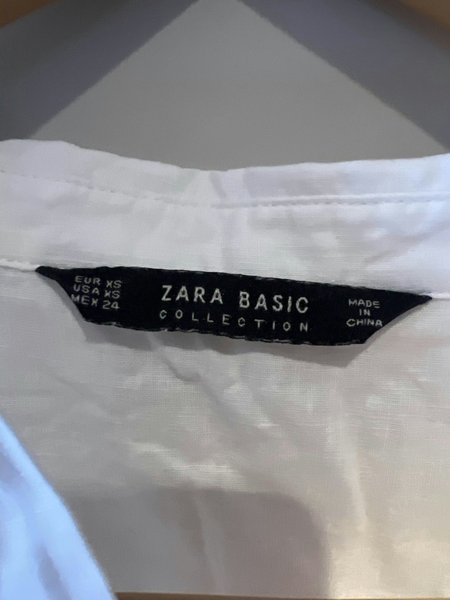 EUR XS
USA XS
MEX 24
ZARA BASIC
COLLECTION
MADE
IN
CHINA